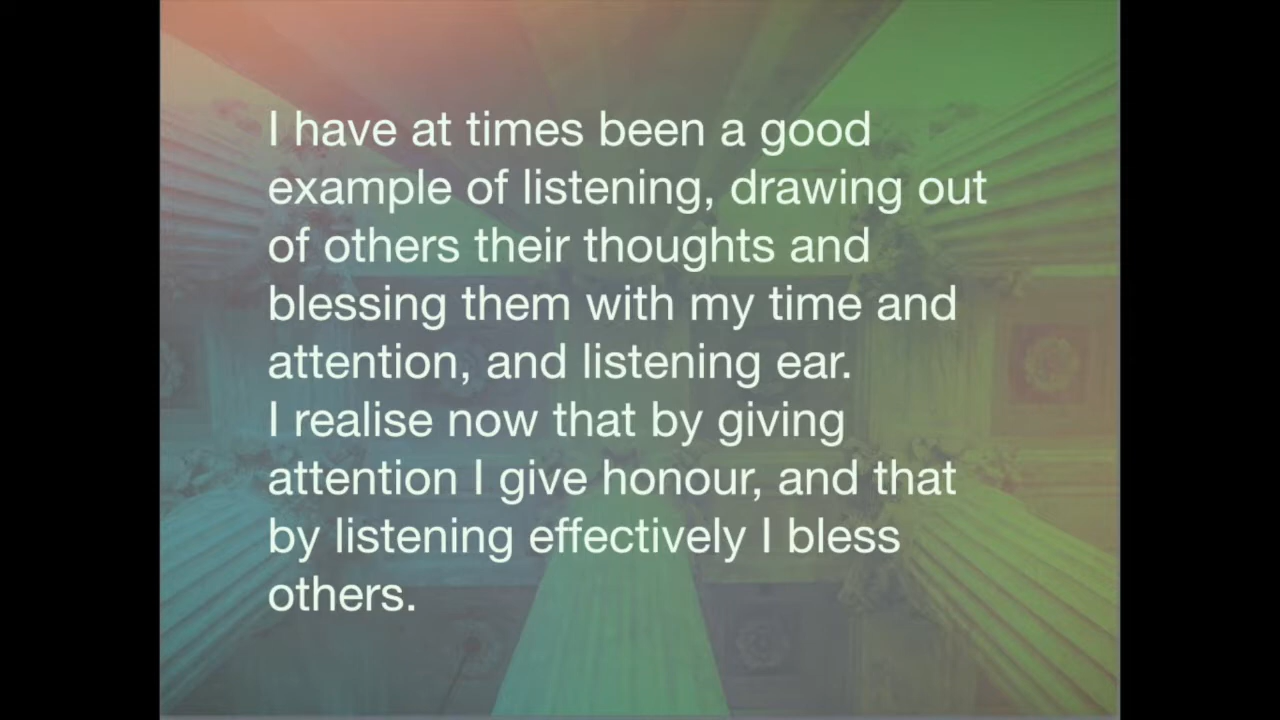 I have at times been a good
example of listening, drawing out
of others their thoughts and
blessing them with my time and
attention, and listening ear.
I realise now that by giving
attention I give honour, and that
by listening effectively I bless
others.